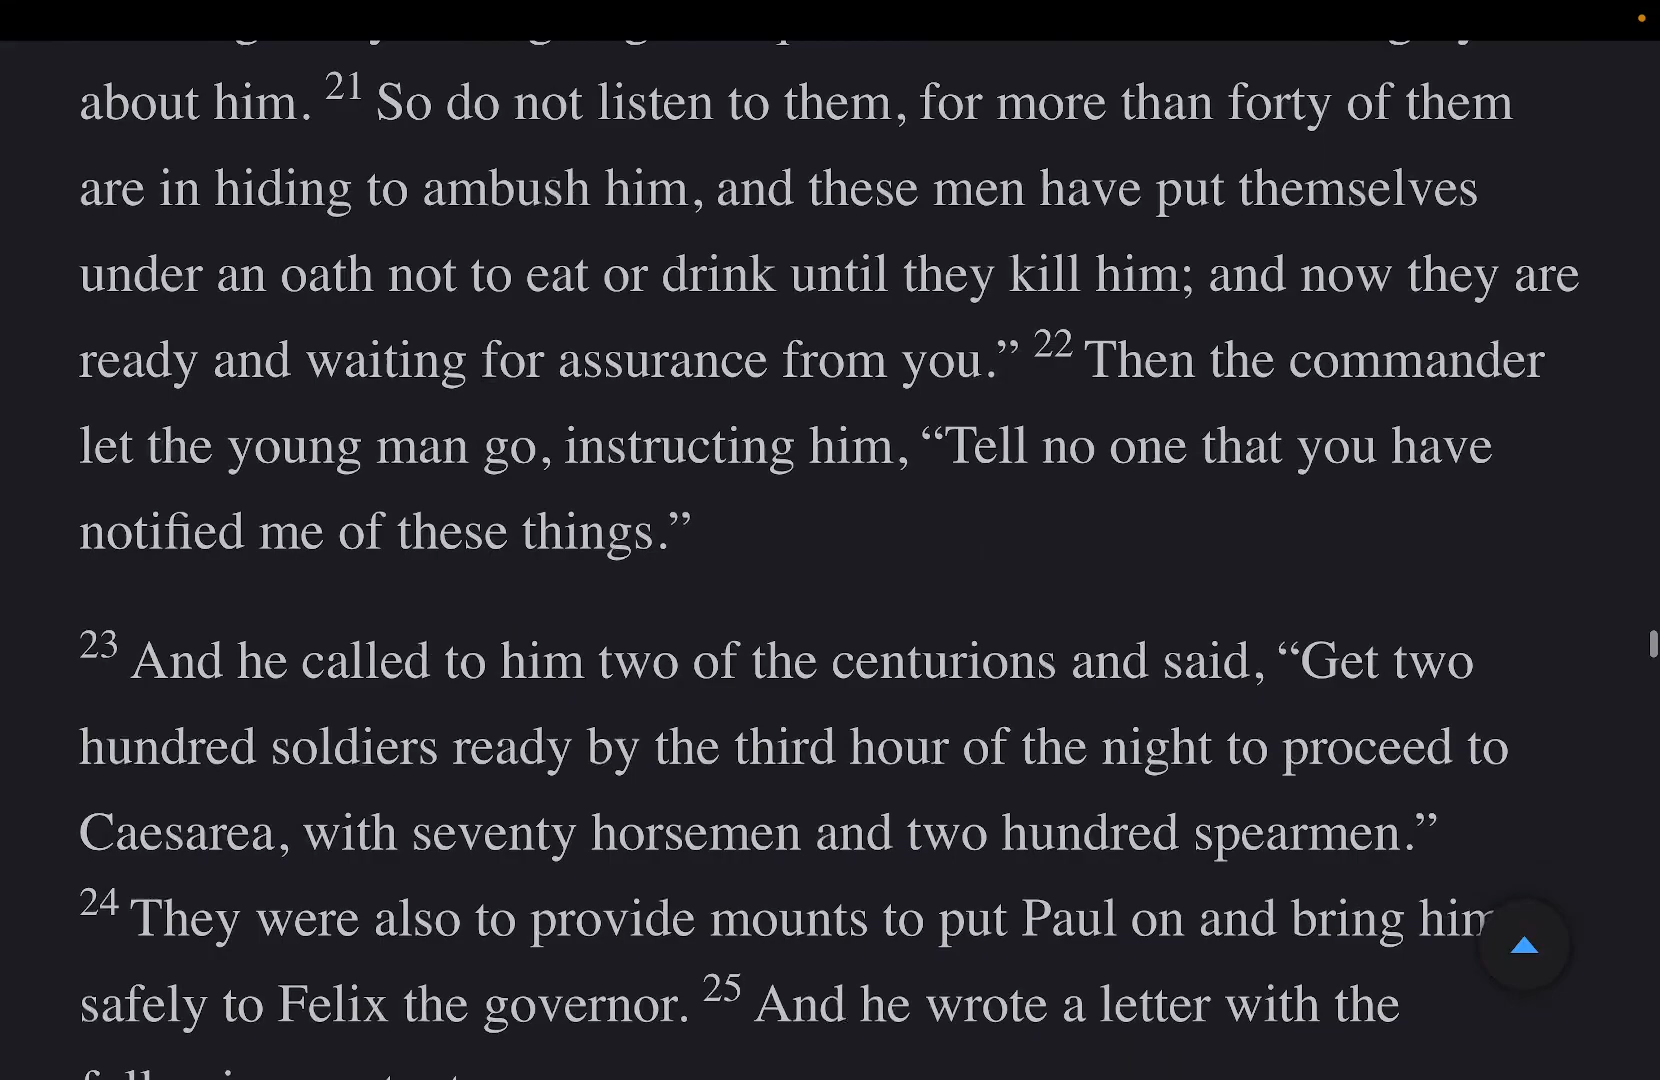 about him. 21 So do not listen to them, for more than forty of them
are in hiding to ambush him, and these men have put themselves
under an oath not to eat or drink until they kill him; and now they are
ready and waiting for assurance from you.” 22 Then the commander
let the young man go, instructing him, “Tell no one that you have
notified me of these things.”
23 And he called to him two of the centurions and said, “Get two
hundred soldiers ready by the third hour of the night to proceed to
Caesarea, with seventy horsemen and two hundred spearmen.”
24 They were also to provide mounts to put Paul on and bring him
safely to Felix the governor. 25 And he wrote a letter with the